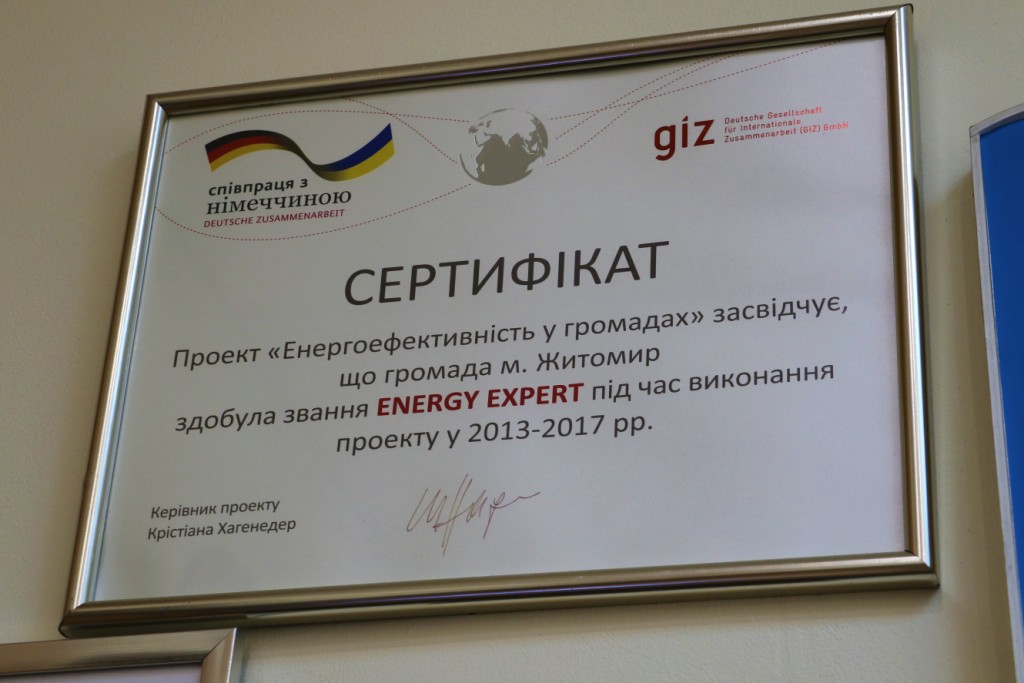 співпраця з
німеччиною
DEUTSCHE ZUSAMMENARBEIT
giz
Deutsche Gesellschaft
für Internationale
Zusammenarbeit (GIZ) GmbH
СЕРТИФІКАТ
Проект «Енергоефективність у громадах» засвідчує,
що громада м. Житомир
здобула звання ENERGY EXPERT під час виконання
проекту у 2013-2017 рр.
Керівник проекту
Крістіана Хагенедер